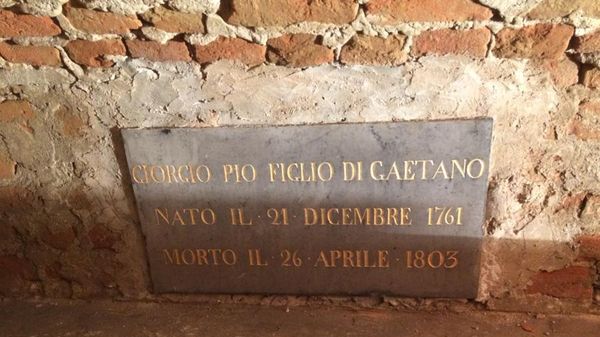 GIORGIO PIO FIGLIO DI GAETANO
NATO IL · 21 · DICEMBRE 1761
MORTO IL · 26 · APRILE · 1803